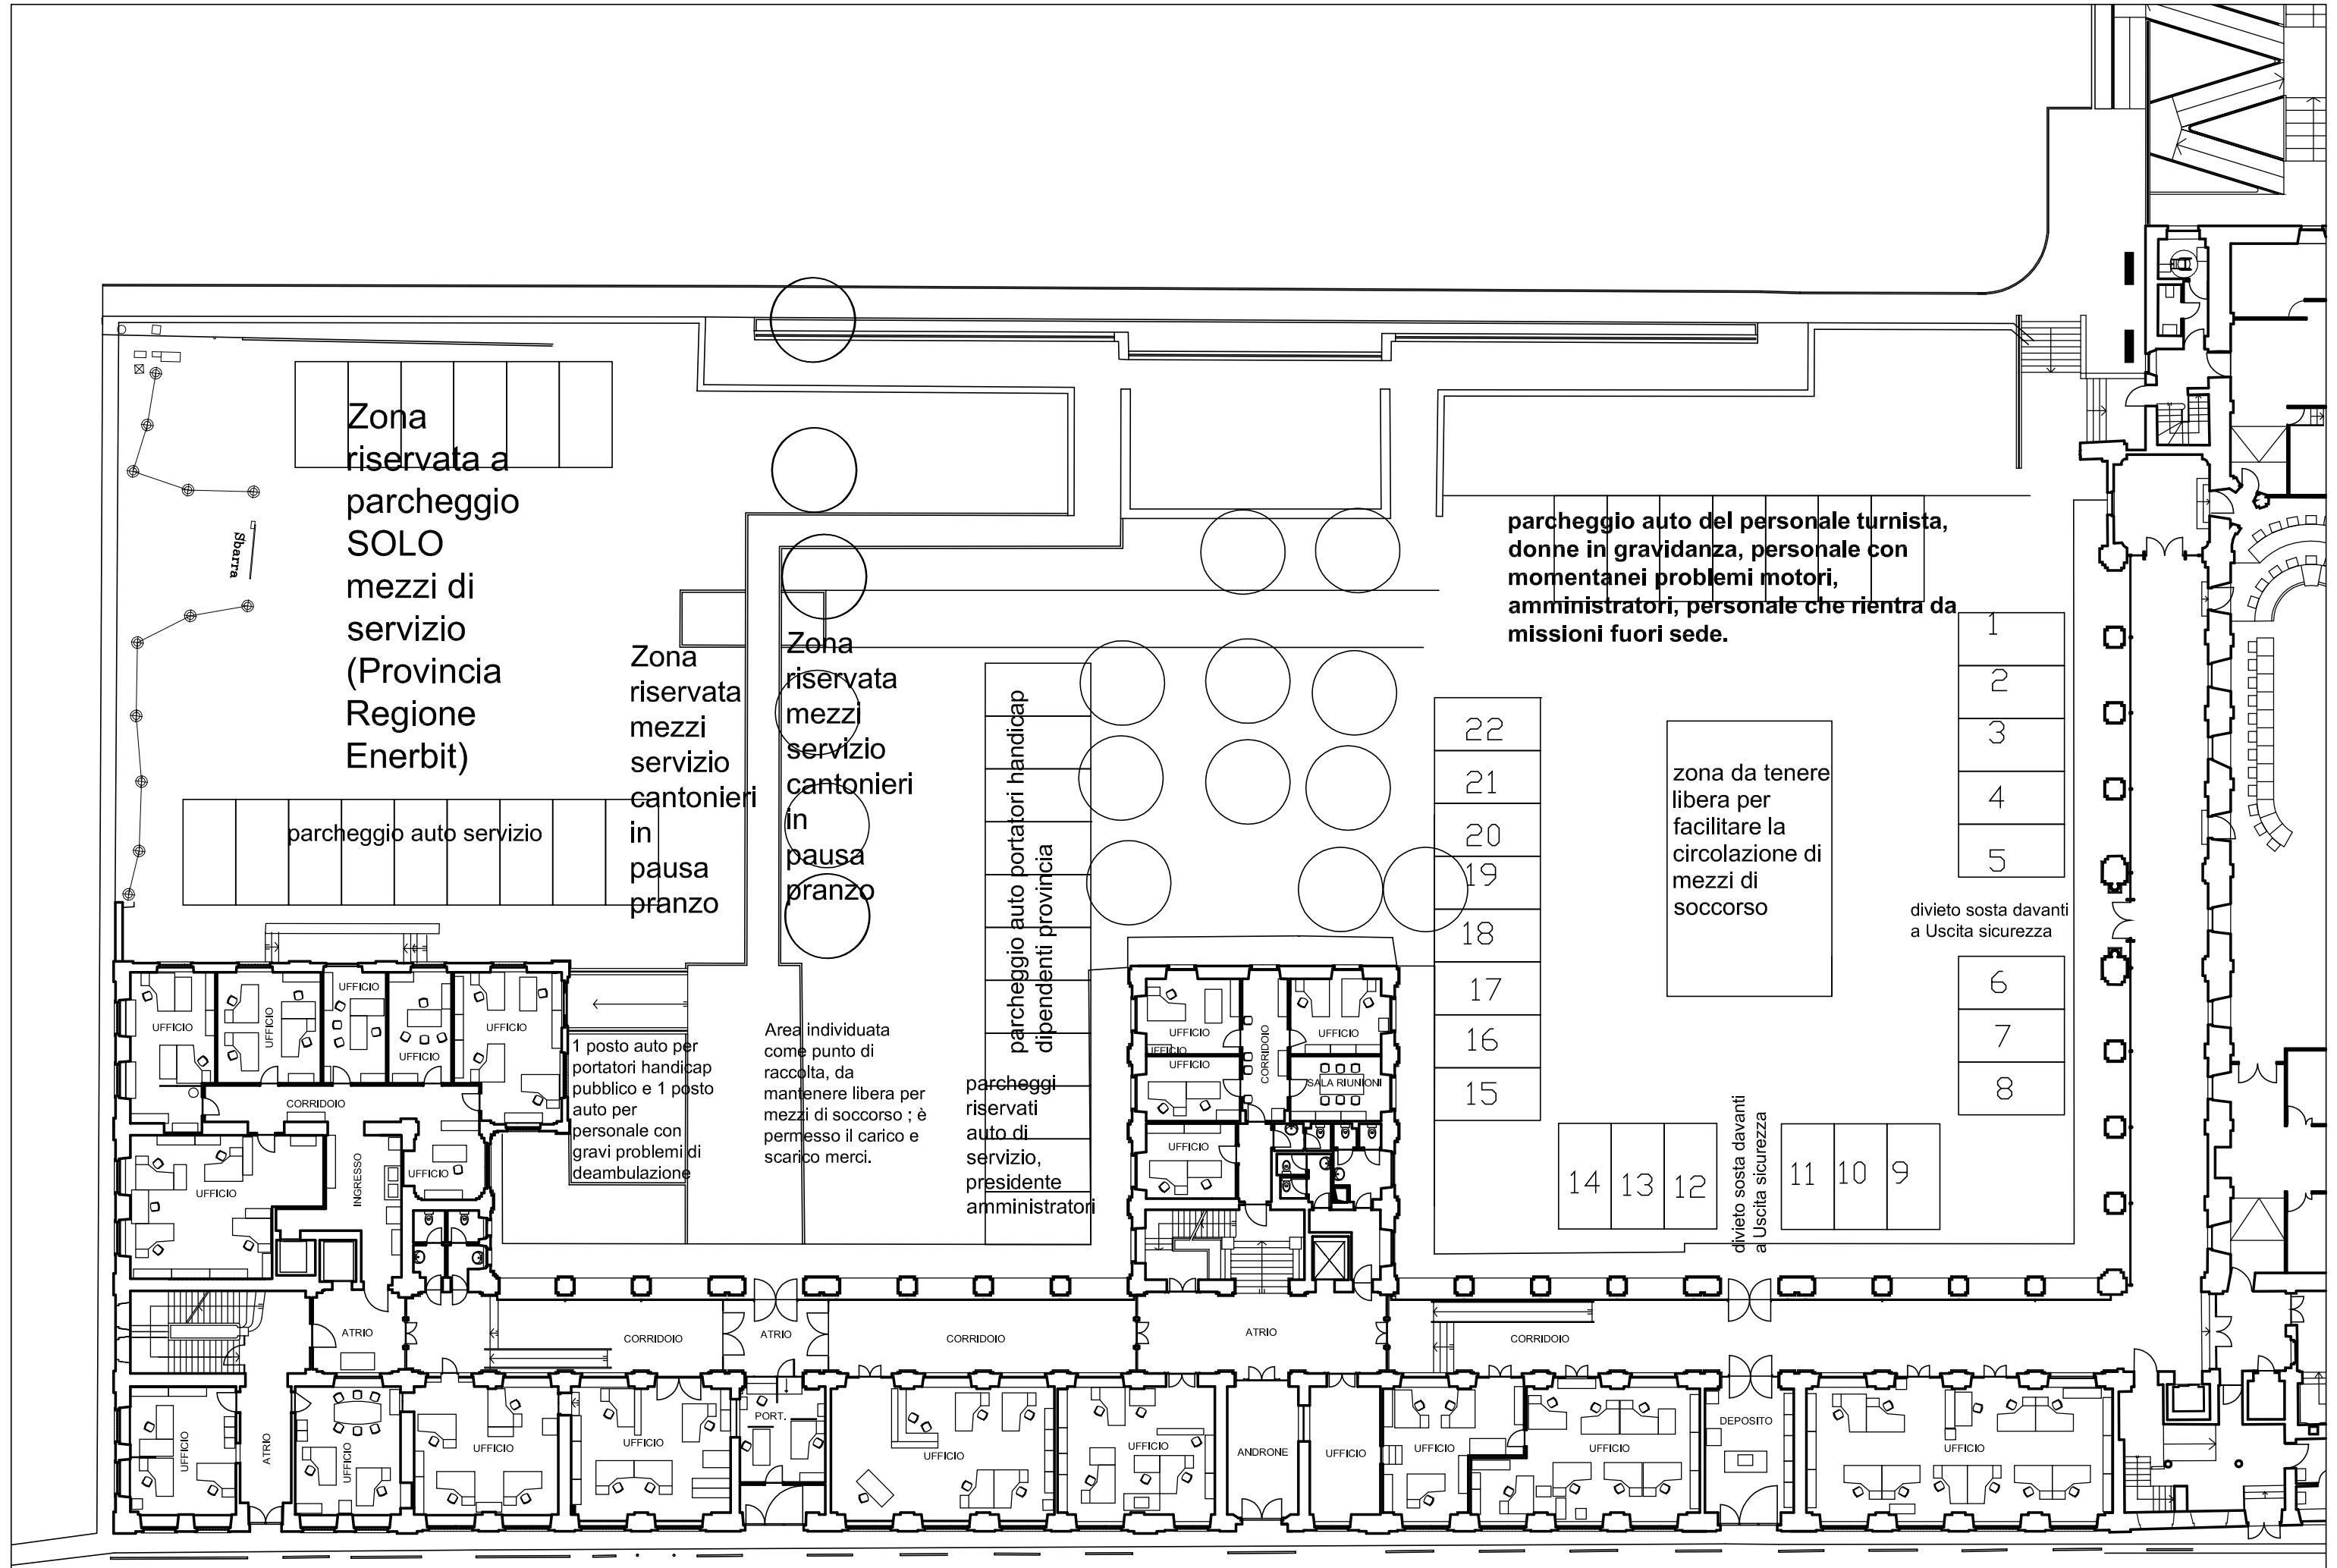 Zona
riservata a
parcheggio
SOLO
mezzi di
servizio
(Provincia
Regione
Enerbit)
Sbarra
parcheggio auto servizio
Zona
riservata
mezzi
servizio
cantonieri
in
pausa
pranzo
Zona
riservata
mezzi
servizio
cantonieri
in
pausa
pranzo
parcheggio auto portatori handicap
dipendenti provincia
parcheggio auto del personale turnista,
donne in gravidanza, personale con
momentanei problemi motori,
amministratori, personale che rientra da
missioni fuori sede.
1
2
3
4
5
22
21
20
19
18
17
16
15
zona da tenere
libera per
facilitare la
circolazione di
mezzi di
soccorso
divieto sosta davanti
a Uscita sicurezza
6
7
8
14
13
12
divieto sosta davanti
a Uscita sicurezza
11
10
9
1 posto auto per
portatori handicap
pubblico e 1 posto
auto per
personale con
gravi problemi di
deambulazione
Area individuata
come punto di
raccolta, da
mantenere libera per
mezzi di soccorso ; è
permesso il carico e
scarico merci.
parcheggi
riservati
auto di
servizio,
presidente
amministratori
UFFICIO
UFFICIO
UFFICIO
UFFICIO
UFFICIO
CORRIDOIO
UFFICIO
INGRESSO
UFFICIO
UFFICIO
UFFICIO
UFFICIO
CORRIDOIO
UFFICIO
SALA RIUNIONI
UFFICIO
ATRIO
CORRIDOIO
ATRIO
CORRIDOIO
ATRIO
CORRIDOIO
UFFICIO
ATRIO
UFFICIO
UFFICIO
UFFICIO
PORT.
UFFICIO
UFFICIO
ANDRONE
UFFICIO
UFFICIO
UFFICIO
DEPOSITO
UFFICIO